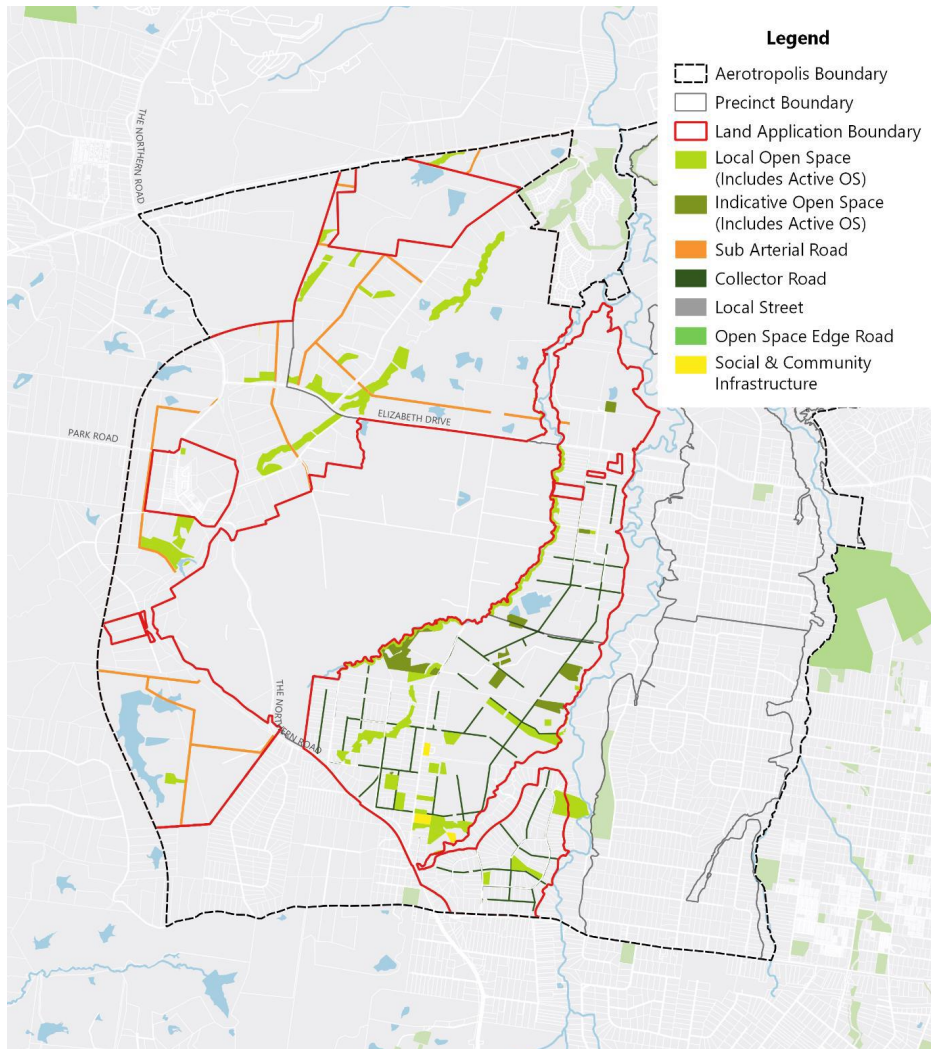 Legend
Aerotropolis Boundary
Precinct Boundary
Land Application Boundary
Local Open Space
(Includes Active OS)
Indicative Open Space
(Includes Active OS)
Sub Arterial Road
Collector Road
Local Street
Open Space Edge Road
Social & Community
Infrastructure
THE NORTHERN ROAD
ELIZABETH DRIVE
PARK ROAD
THE NORTHERN ROAD